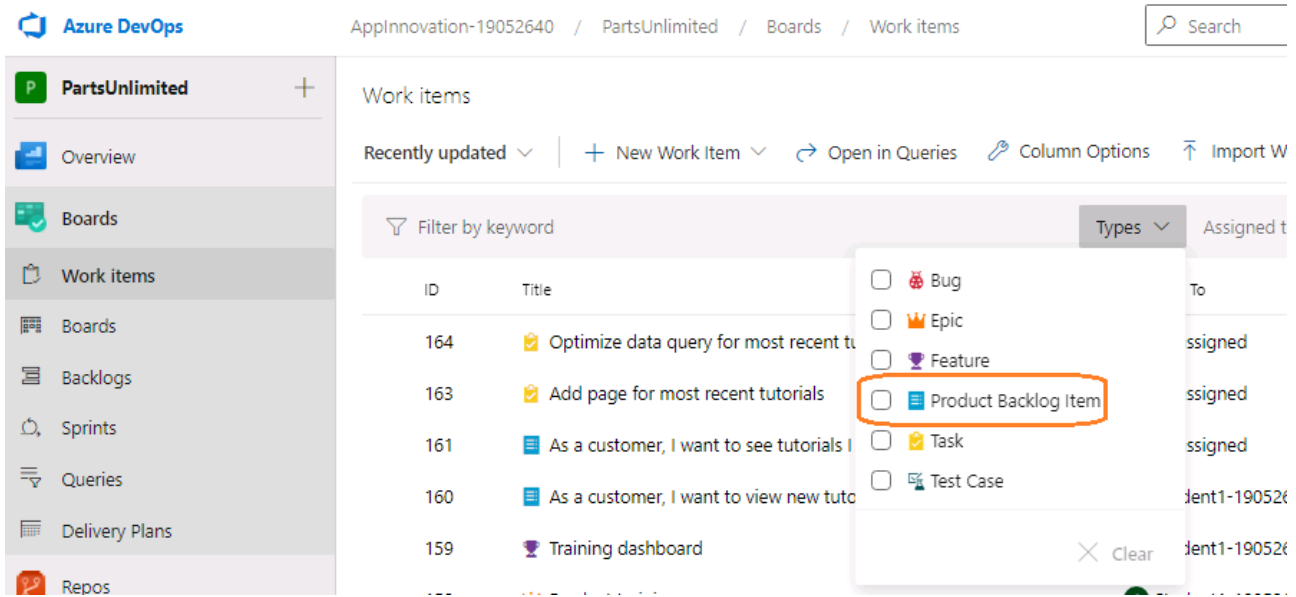 Azure DevOps
AppInnovation-19052640 / PartsUnlimited / Boards / Work items
Search
P PartsUnlimited
Work items
Recently updated
New Work Item
Open in Queries
Column Options
Import W
Overview
Boards
Work items
Boards
Backlogs
Sprints
Queries
Delivery Plans
Repos
Filter by keyword
Types
Assigned t
ID Title To
164 Optimize data query for most recent tu ssigned
163 Add page for most recent tutorials ssigned
161 As a customer, I want to see tutorials I ssigned
160 As a customer, I want to view new tuto dent1-190526
159 Training dashboard dent1-190526
Bug
Epic
Feature
Product Backlog Item
Task
Test Case
Clear